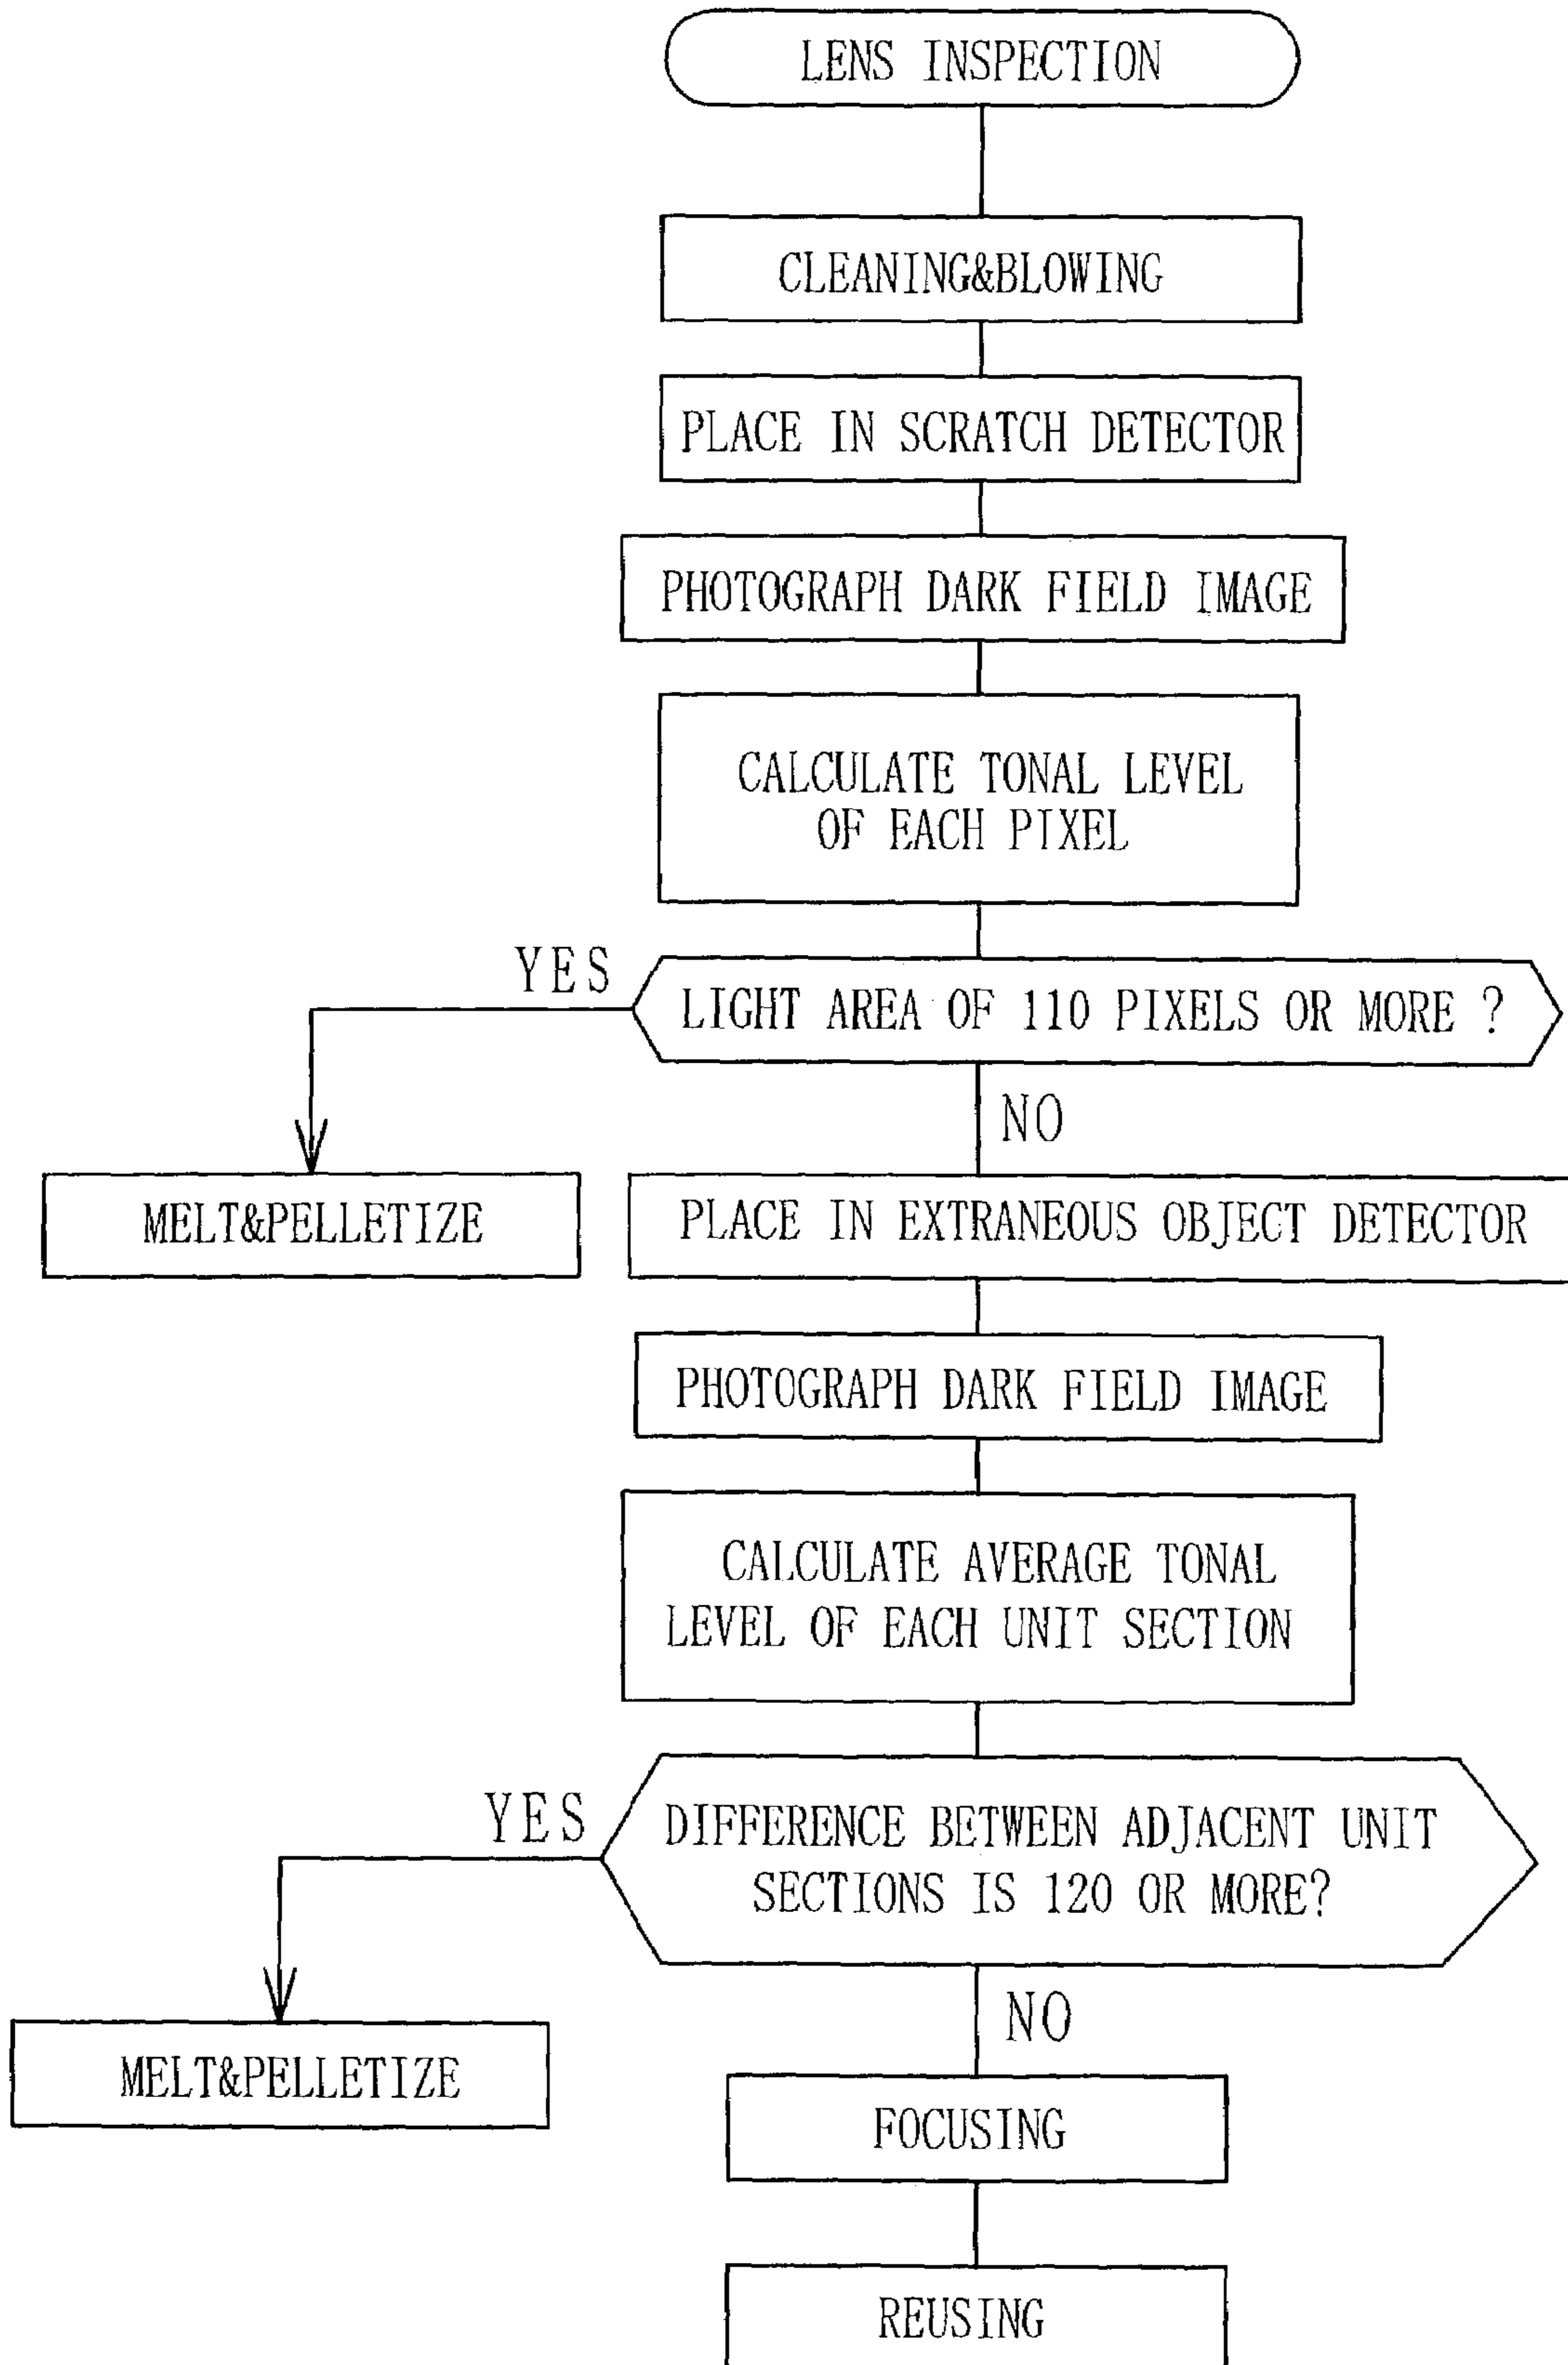 LENS INSPECTION
CLEANING&BLOWING
PLACE IN SCRATCH DETECTOR
PHOTOGRAPH DARK FIELD IMAGE
CALCULATE TONAL LEVEL
OF EACH PIXEL
YES
LIGHT AREA OF 110 PIXELS OR MORE ?
NO
MELT&PELLETIZE
PLACE IN EXTRANEOUS OBJECT DETECTOR
PHOTOGRAPH DARK FIELD IMAGE
CALCULATE AVERAGE TONAL
LEVEL OF EACH UNIT SECTION
YES
DIFFERENCE BETWEEN ADJACENT UNIT
SECTIONS IS 120 OR MORE?
NO
MELT&PELLETIZE
FOCUSING
REUSING